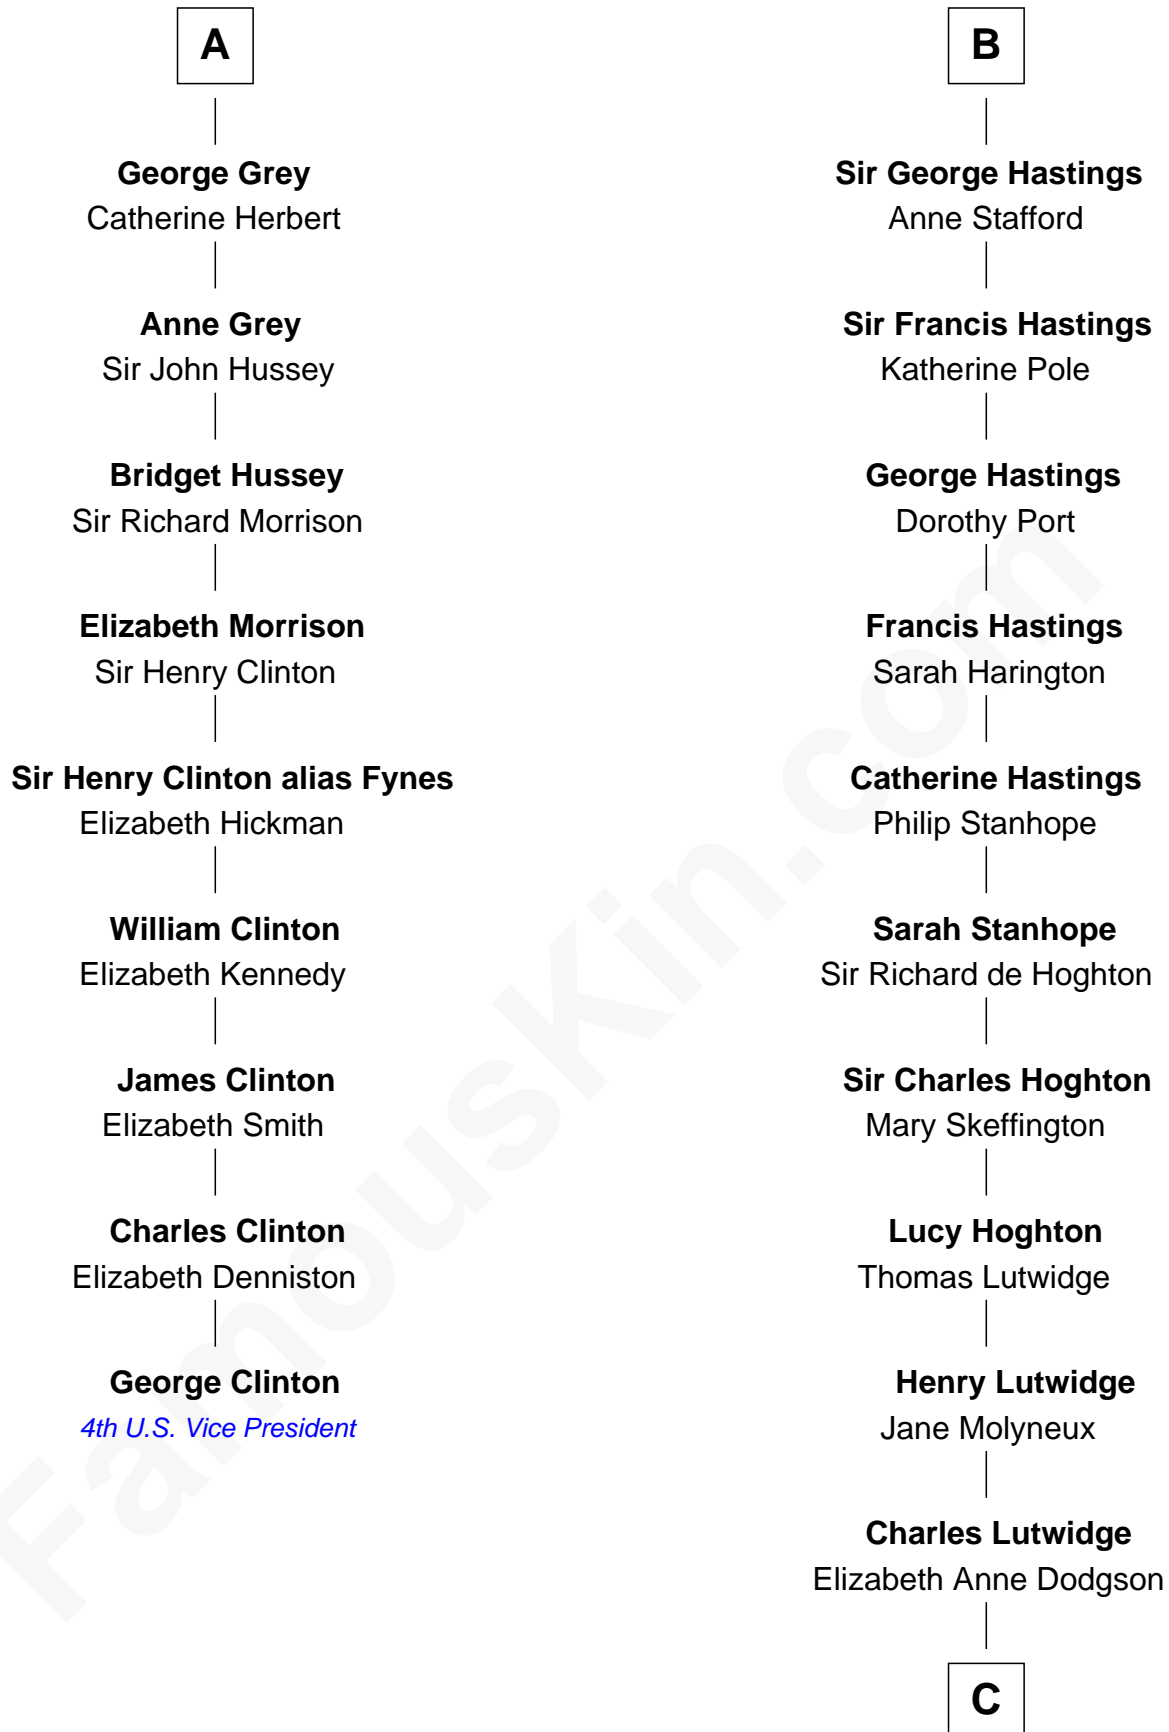 A
George Grey
Catherine Herbert
Anne Grey
Sir John Hussey
Bridget Hussey
Sir Richard Morrison
Elizabeth Morrison
Sir Henry Clinton
Sir Henry Clinton alias Fynes
Elizabeth Hickman
William Clinton
Elizabeth Kennedy
James Clinton
Elizabeth Smith
Charles Clinton
Elizabeth Denniston
George Clinton
4th U.S. Vice President
B
Sir George Hastings
Anne Stafford
Sir Francis Hastings
Katherine Pole
George Hastings
Dorothy Port
Francis Hastings
Sarah Harington
Catherine Hastings
Philip Stanhope
Sarah Stanhope
Sir Richard de Hoghton
Sir Charles Hoghton
Mary Skeffington
Lucy Hoghton
Thomas Lutwidge
Henry Lutwidge
Jane Molyneux
Charles Lutwidge
Elizabeth Anne Dodgson
C
FamousKin.com